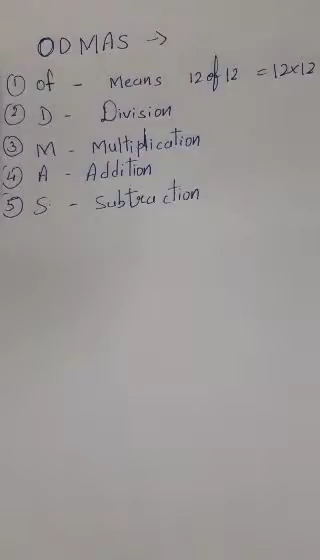 ODMAS →
① of - Means 12 of 12 = 12×12
② D - Division
③ M - Multiplication
④ A - Addition
⑤ S - Subtraction